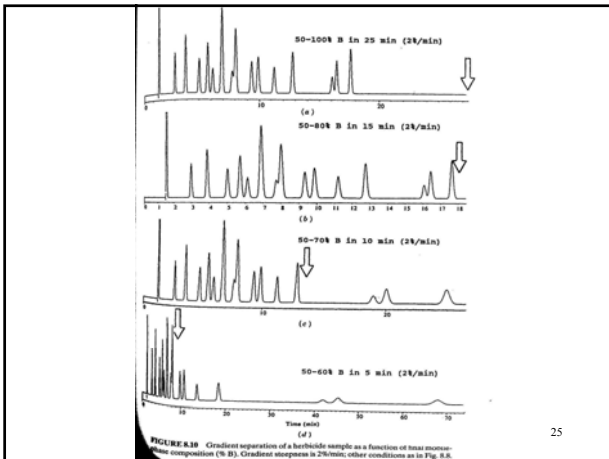 50-100% B in 25 min (2%/min)
10
20
(a)
50-80% B in 15 min (2%/min)
0 1 2 3 4 5 6 7 8 9 10 11 12 13 14 15 16 17 18
(b)
50-70% B in 10 min (2%/min)
10
20
(c)
50-60% B in 5 min (2%/min)
10 20 30 40 50 60 70
Time (min)
(d)
FIGURE 8.10 Gradient separation of a herbicide sample as a function of final mobile-
phase composition (% B). Gradient steepness is 2%/min; other conditions as in Fig. 8.8.
25